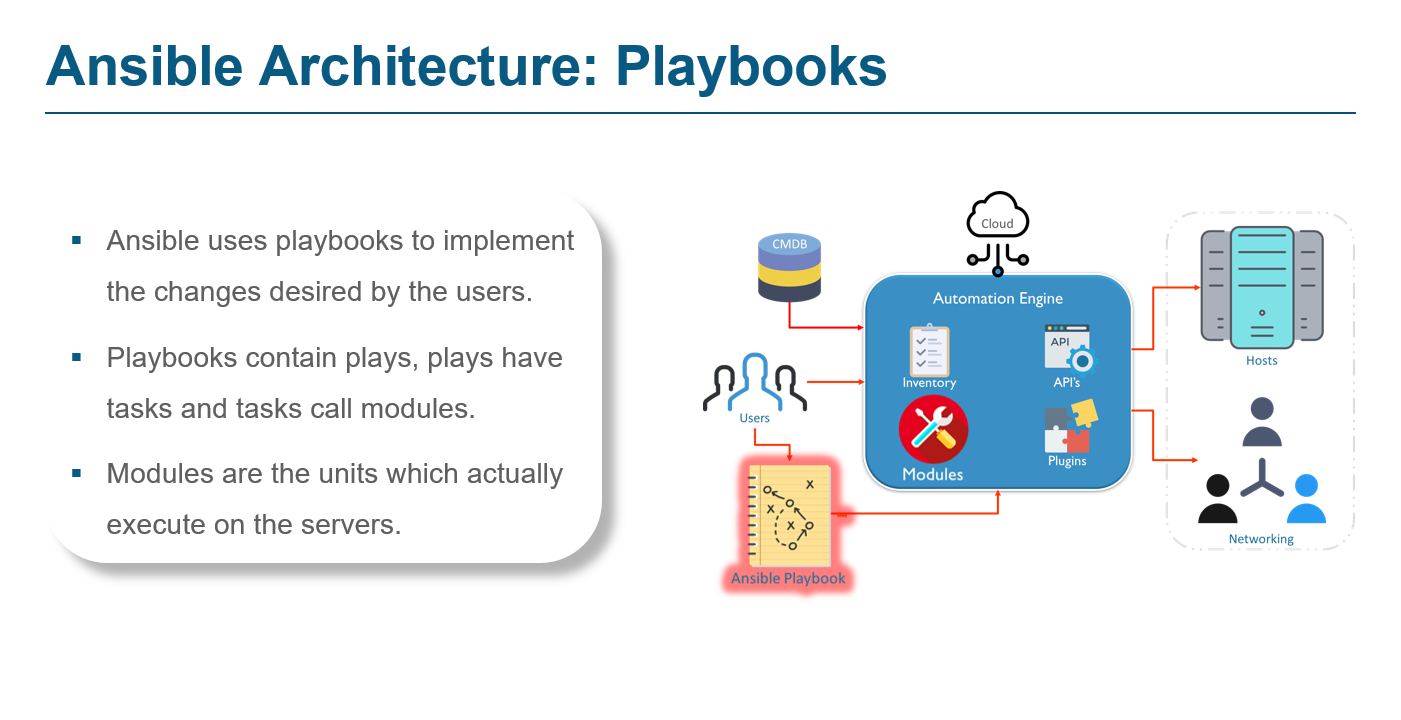 Ansible Architecture: Playbooks
▪ Ansible uses playbooks to implement
the changes desired by the users.
▪ Playbooks contain plays, plays have
tasks and tasks call modules.
▪ Modules are the units which actually
execute on the servers.
Cloud
CMDB
Automation Engine
API
Inventory
API's
Hosts
Users
Modules
Plugins
x
x
x
Networking
Ansible Playbook